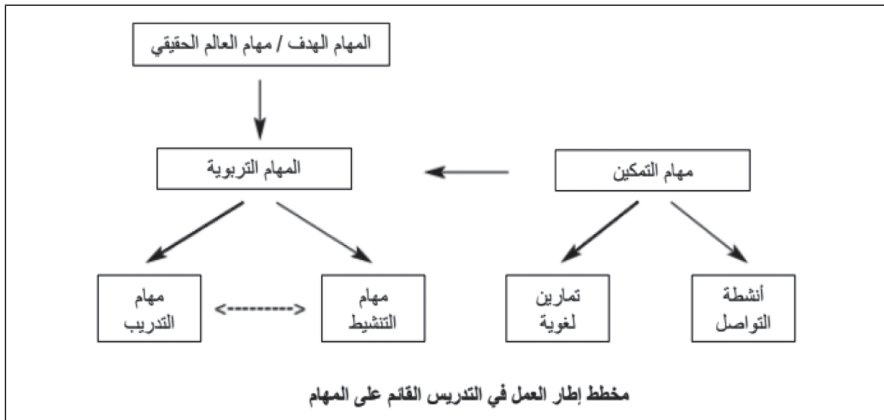 المهام الهدف / مهام العالم الحقيقي
المهام التربوية
مهام التمكين
مهام
التدريب
مهام
التنشيط
تمارين
لغوية
أنشطة
التواصل
مخطط إطار العمل في التدريس القائم على المهام